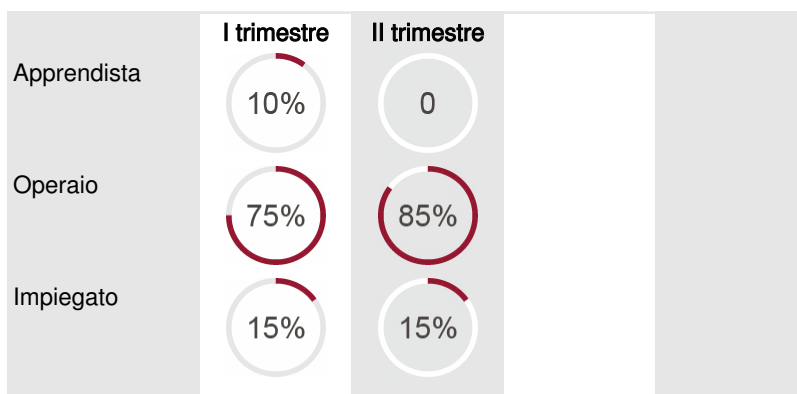 I trimestre II trimestre
Apprendista 10% 0
Operaio 75% 85%
Impiegato 15% 15%